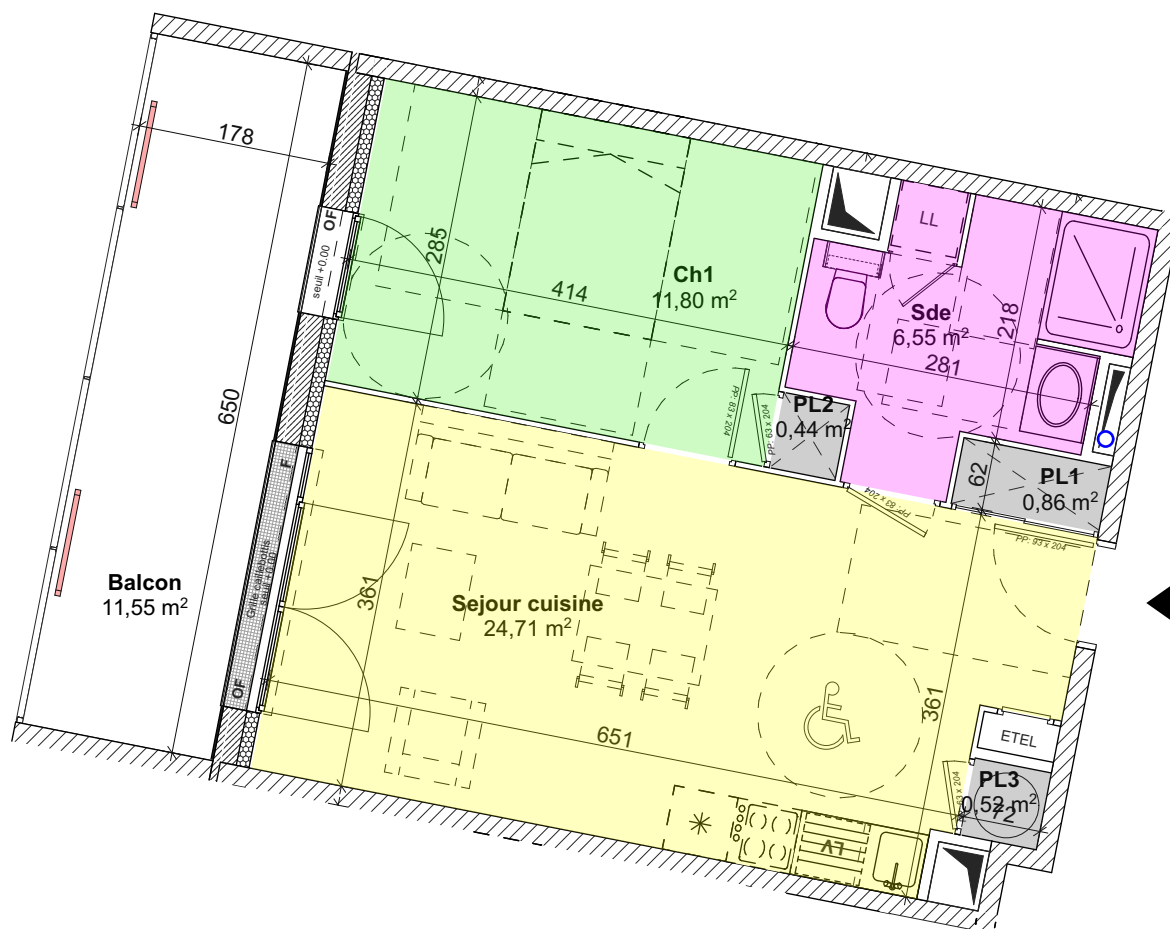 178
650
Balcon
11,55 m²
OF
seuil +0.00
285
414
Ch1
11,80 m²
LL
Sde
6,55 m²
218
281
PP: 83 x 204
PP: 63 x 204
PL2
0,44 m²
PL1
0,86 m²
62
PP: 83 x 204
PP: 93 x 204
F
Grille caillebottis
seuil +0.00
OF
361
Sejour cuisine
24,71 m²
651
361
ETEL
PL3
0,52 m²
72
63 x 204
LV